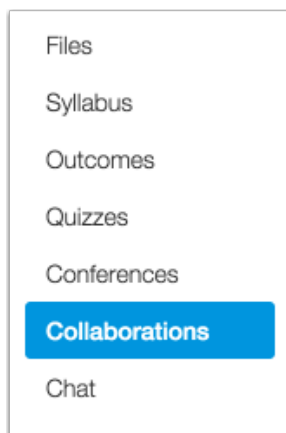 Files
Syllabus
Outcomes
Quizzes
Conferences
Collaborations
Chat